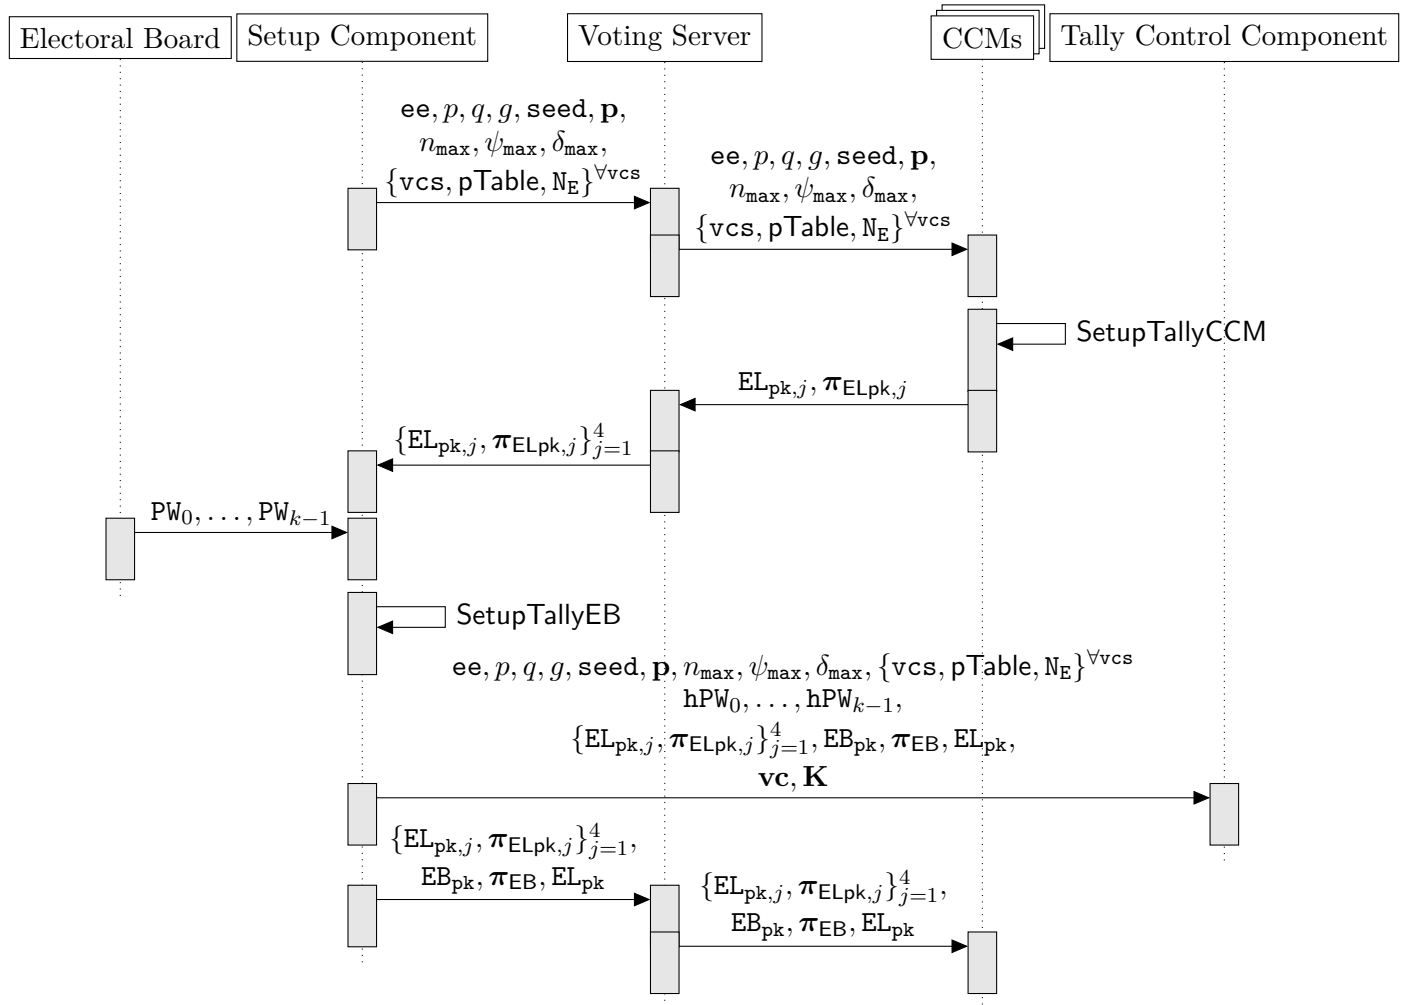 Electoral Board
Setup Component
Voting Server
CCMs
Tally Control Component
ee, p, q, g, seed, p,
n_max, ψ_max, δ_max,
{vcs, pTable, N_E}^∀vcs
ee, p, q, g, seed, p,
n_max, ψ_max, δ_max,
{vcs, pTable, N_E}^∀vcs
SetupTallyCCM
EL_pk,j, π_ELpk,j
{EL_pk,j, π_ELpk,j}^4_j=1
PW_0, . . . , PW_k−1
SetupTallyEB
ee, p, q, g, seed, p, n_max, ψ_max, δ_max, {vcs, pTable, N_E}^∀vcs
hPW_0, . . . , hPW_k−1,
{EL_pk,j, π_ELpk,j}^4_j=1, EB_pk, π_EB, EL_pk,
vc, K
{EL_pk,j, π_ELpk,j}^4_j=1,
EB_pk, π_EB, EL_pk
{EL_pk,j, π_ELpk,j}^4_j=1,
EB_pk, π_EB, EL_pk